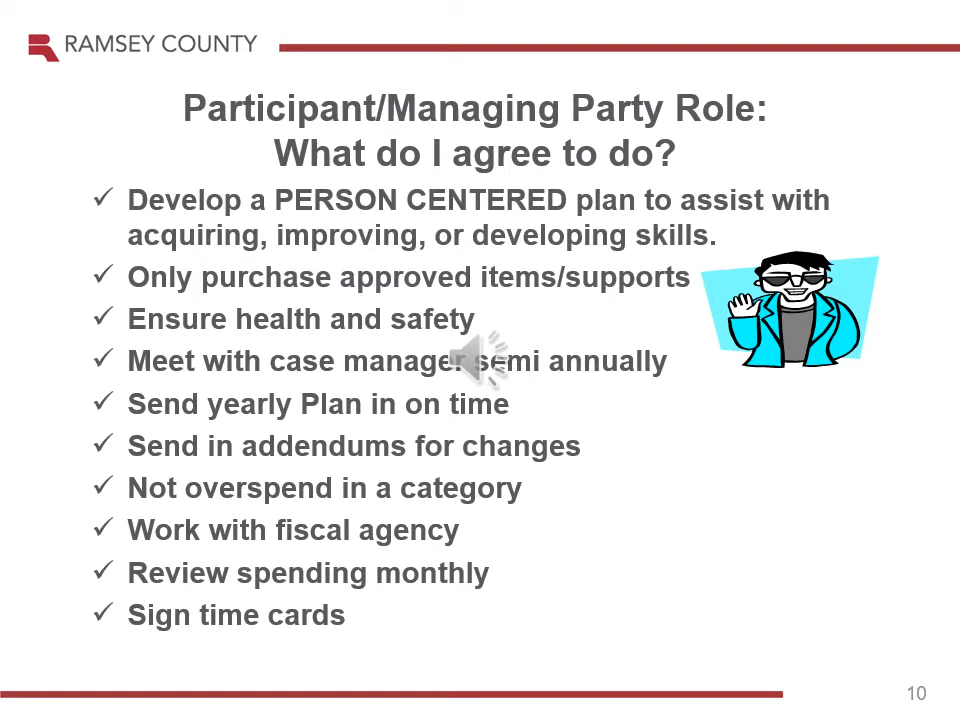 RAMSEY COUNTY
Participant/Managing Party Role:
What do I agree to do?
✓ Develop a PERSON CENTERED plan to assist with
acquiring, improving, or developing skills.
✓ Only purchase approved items/supports
✓ Ensure health and safety
✓ Meet with case manager semi annually
✓ Send yearly Plan in on time
✓ Send in addendums for changes
✓ Not overspend in a category
✓ Work with fiscal agency
✓ Review spending monthly
✓ Sign time cards
10